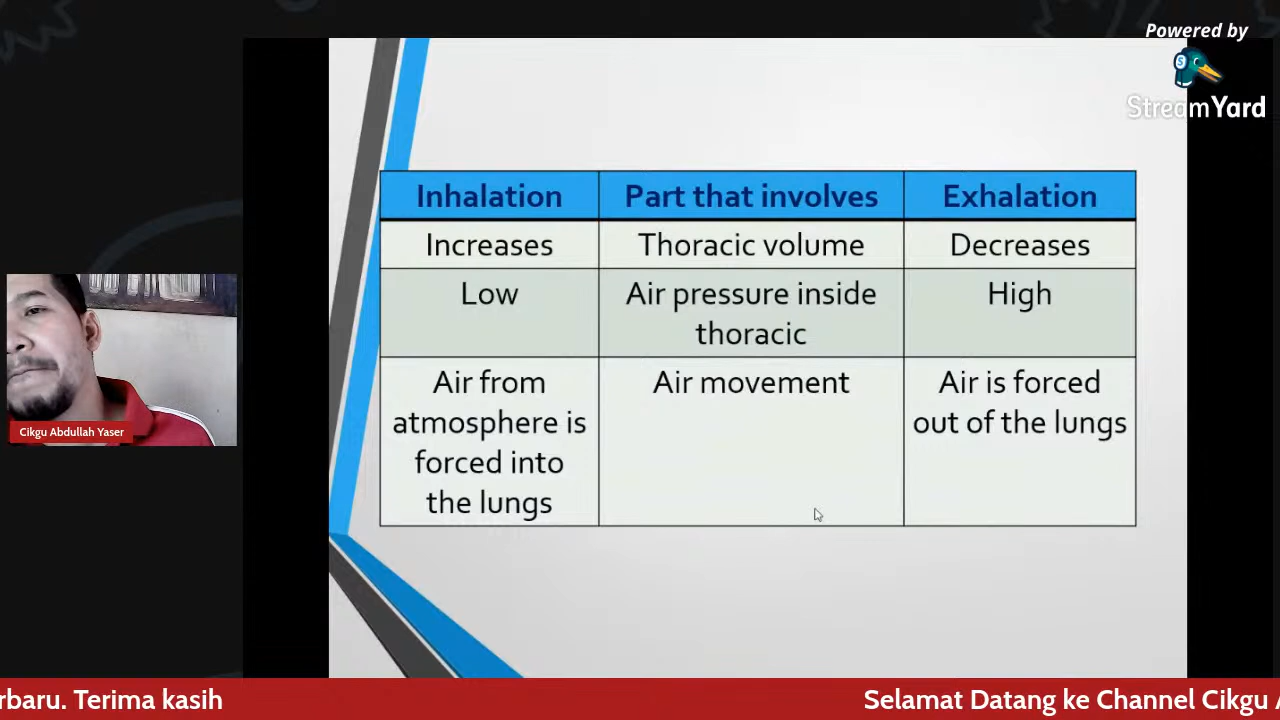 Powered by
StreamYard
Inhalation Part that involves Exhalation
Increases Thoracic volume Decreases
Low Air pressure inside High
thoracic
Air from Air movement Air is forced
atmosphere is out of the lungs
forced into
the lungs
Cikgu Abdullah Yaser
rbaru. Terima kasih Selamat Datang ke Channel Cikgu A